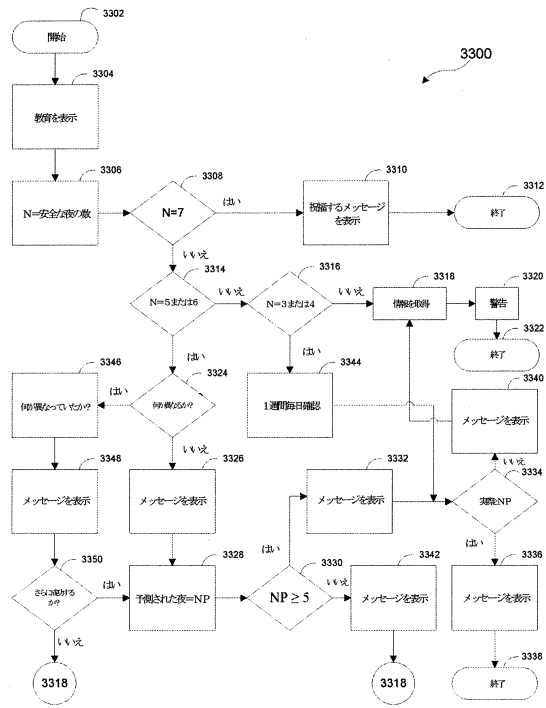 3302
開始
3300
3304
教育を表示
3306
N=安全な夜の数
3308
N=7
はい
3310
祝福するメッセージ
を表示
3312
終了
いいえ
3314
N=5または6
いいえ
3316
N=3または4
いいえ
3318
情報を取得
3320
警告
3322
終了
はい
はい
3346
何が異なっていたか?
はい
3324
何が異なるか?
3344
1週間毎日確認
3340
メッセージを表示
いいえ
3348
メッセージを表示
いいえ
3326
メッセージを表示
3332
メッセージを表示
いいえ
3334
実際≧NP
3350
さらに成功する
か?
はい
3328
予測された夜=NP
はい
3330
NP ≥ 5
いいえ
3342
メッセージを表示
はい
3336
メッセージを表示
いいえ
3318
3318
3338
終了